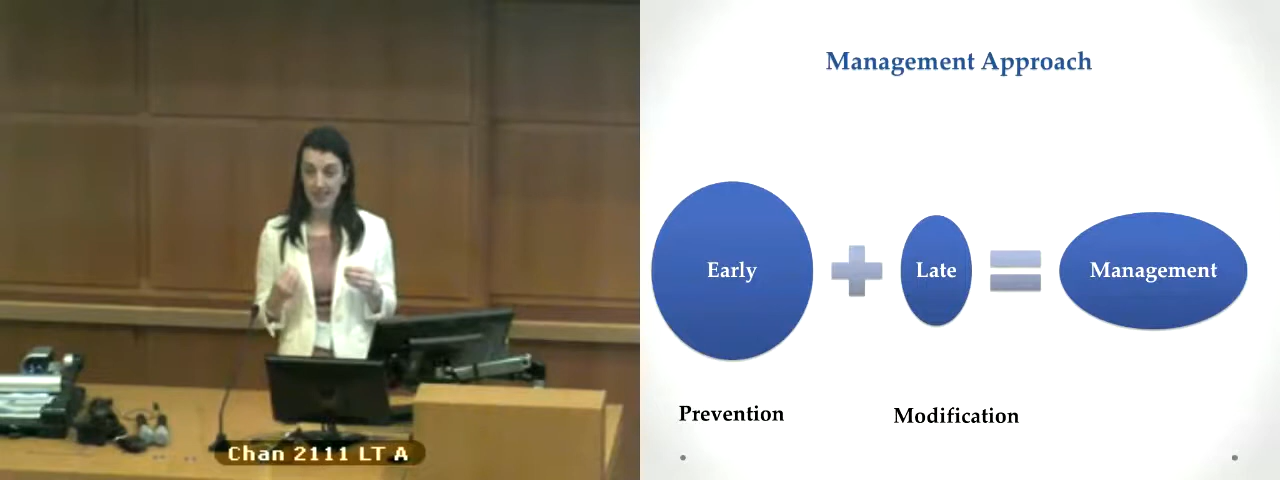 Management Approach
Early
Late
Management
Prevention
Modification
Chan 2111 LT A